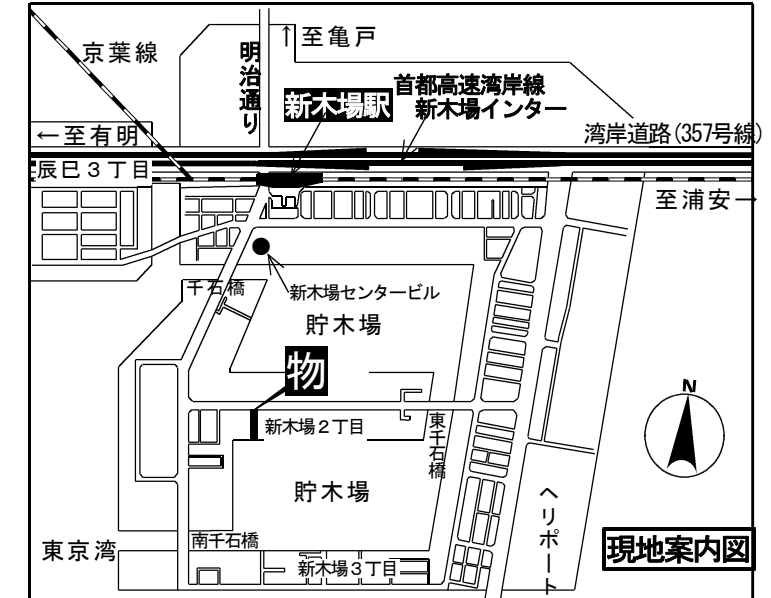 京葉線
明治通り
↑至亀戸
新木場駅
首都高速湾岸線
新木場インター
←至有明
湾岸道路(357号線)
辰巳3丁目
至浦安→
千石橋
新木場センタービル
貯木場
物
N
新木場2丁目
東千石橋
貯木場
ヘリポート
東京湾
南千石橋
新木場3丁目
現地案内図